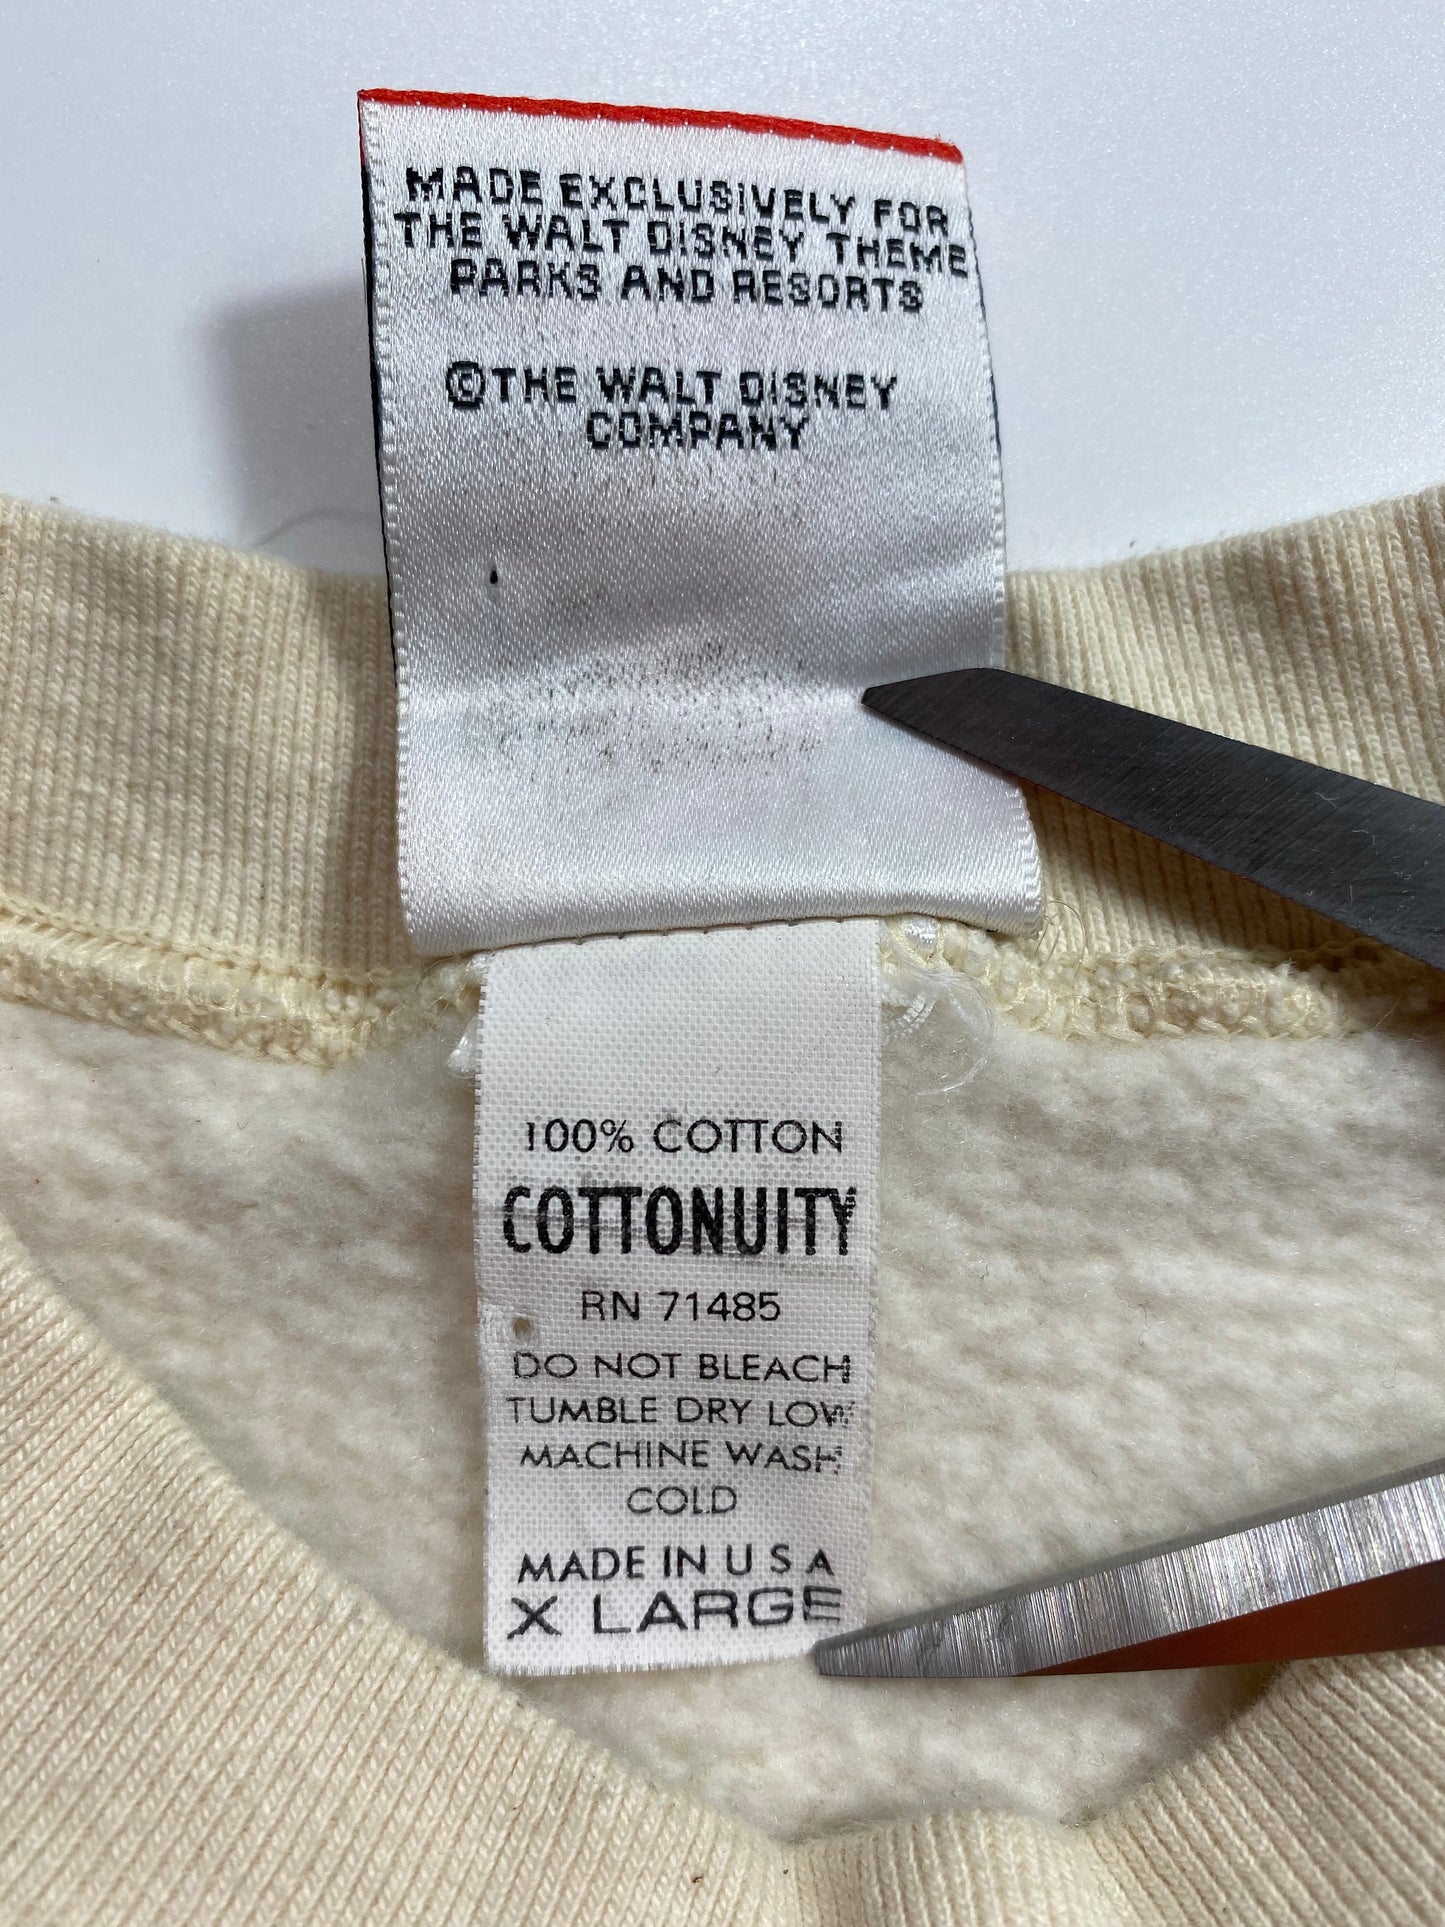 MADE EXCLUSIVELY FOR
THE WALT DISNEY THEME
PARKS AND RESORTS
©THE WALT DISNEY
COMPANY
100% COTTON
COTTONUITY
RN 71485
DO NOT BLEACH
TUMBLE DRY LOW
MACHINE WASH
COLD
MADE IN U S A
X LARGE